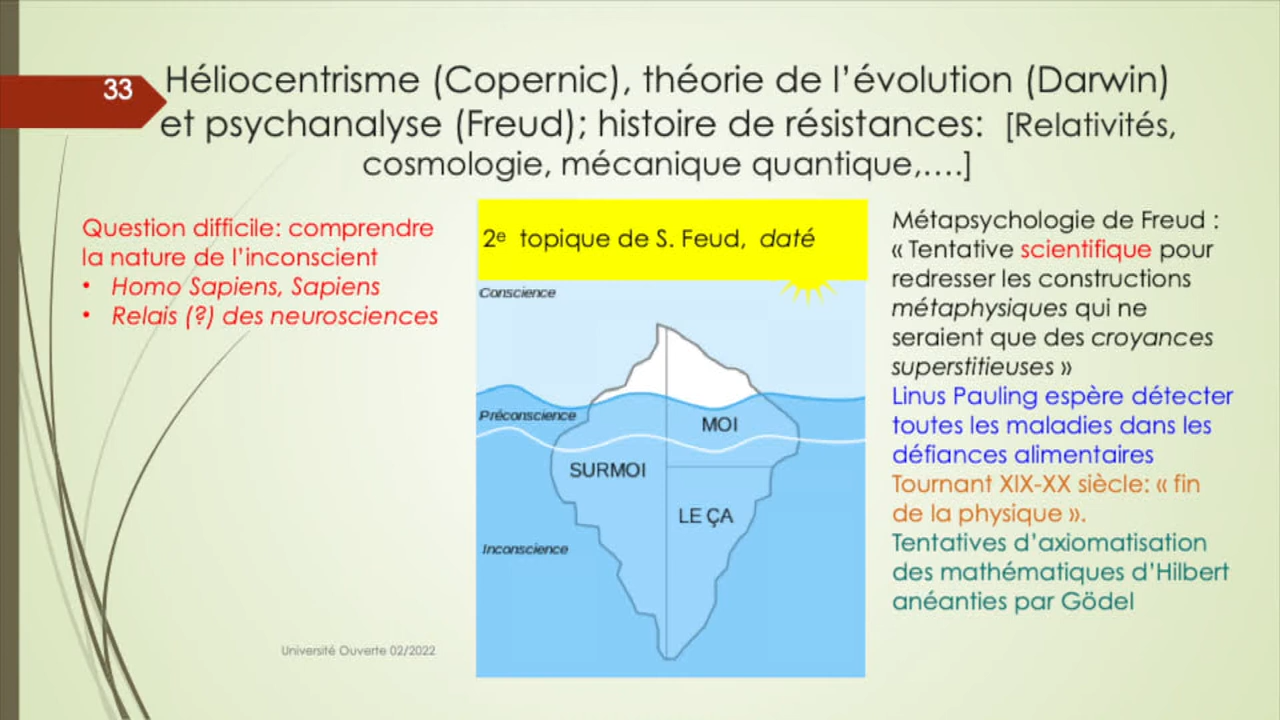 33
Héliocentrisme (Copernic), théorie de l'évolution (Darwin)
et psychanalyse (Freud); histoire de résistances: [Relativités,
cosmologie, mécanique quantique,....]
Question difficile: comprendre
la nature de l'inconscient
• Homo Sapiens, Sapiens
• Relais (?) des neurosciences
2e topique de S. Feud, daté
Conscience
Préconscience
MOI
SURMOI
LE ÇA
Inconscience
Métapsychologie de Freud :
« Tentative scientifique pour
redresser les constructions
métaphysiques qui ne
seraient que des croyances
superstitieuses »
Linus Pauling espère détecter
toutes les maladies dans les
défiances alimentaires
Tournant XIX-XX siècle: « fin
de la physique ».
Tentatives d'axiomatisation
des mathématiques d'Hilbert
anéanties par Gödel
Université Ouverte 02/2022